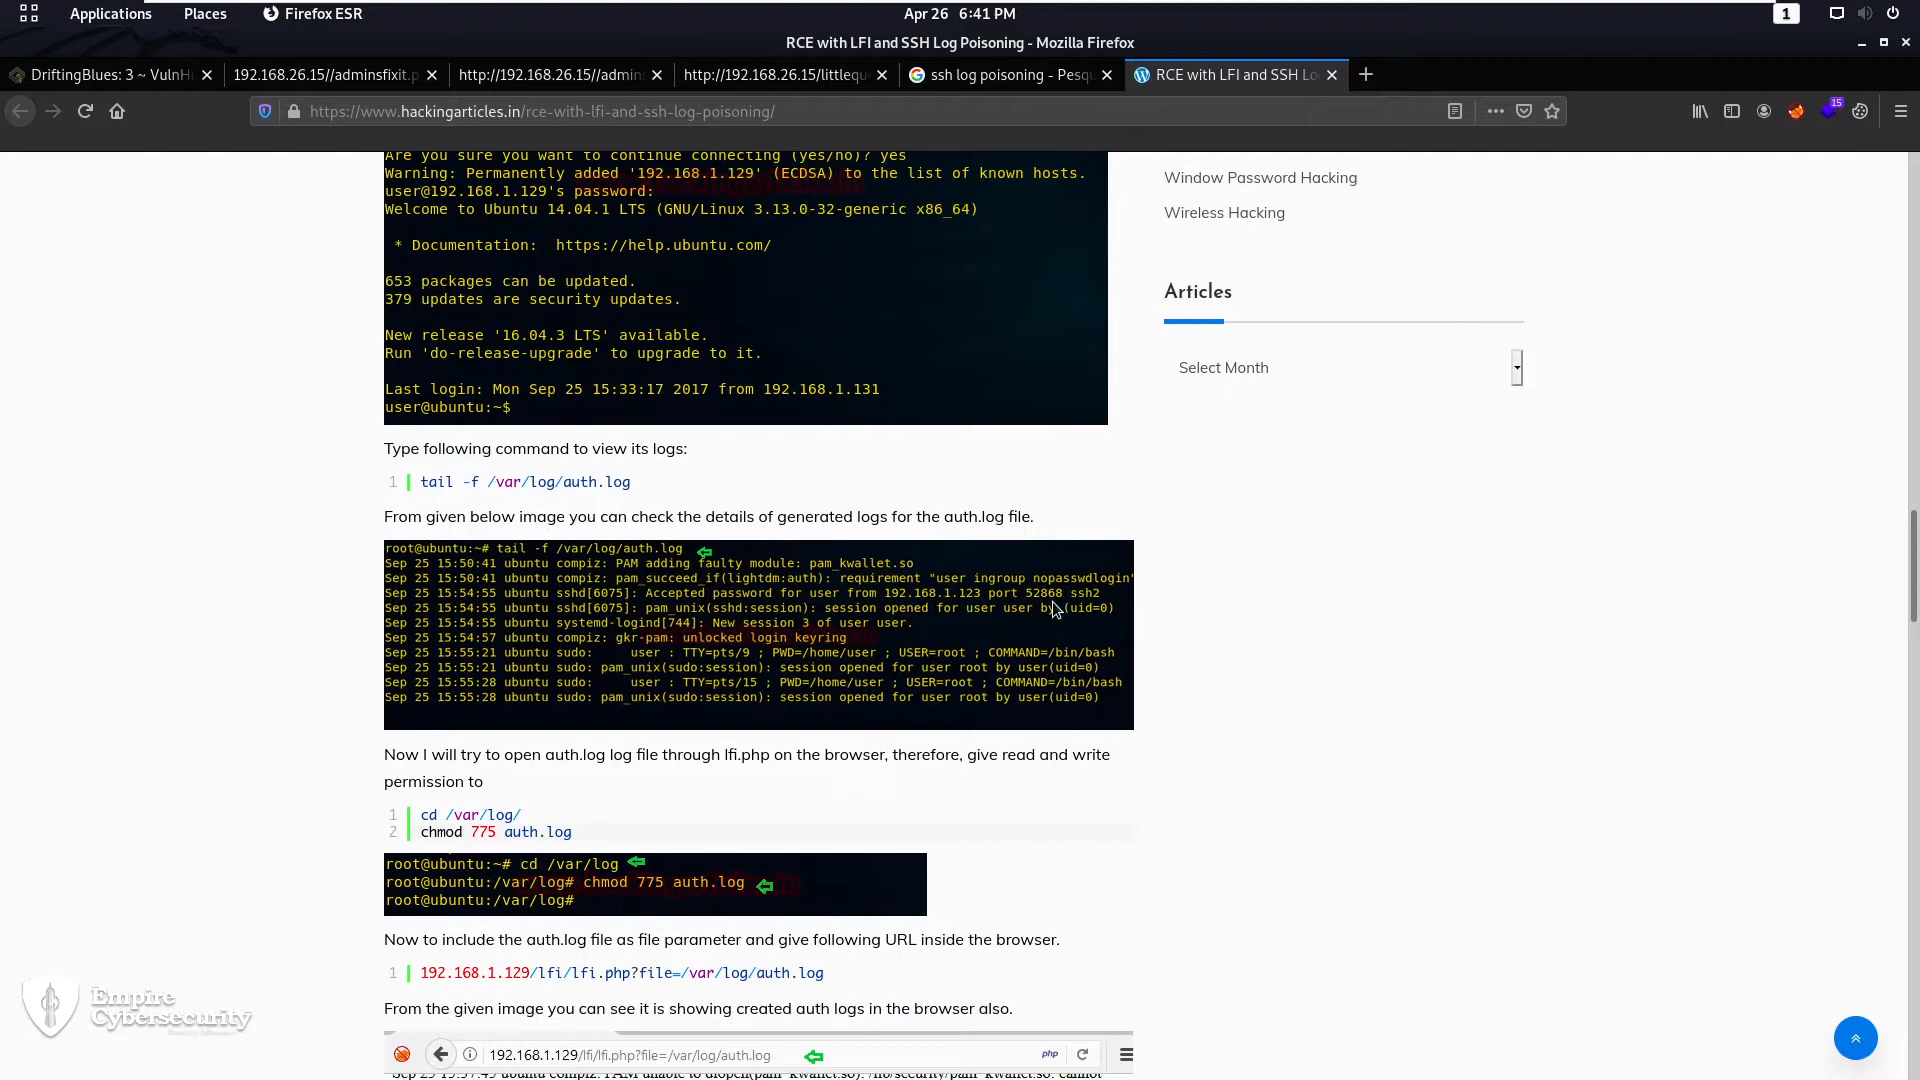 Applications Places Firefox ESR Apr 26 6:41 PM 1
RCE with LFI and SSH Log Poisoning - Mozilla Firefox
DriftingBlues: 3 ~ VulnH 192.168.26.15//adminsfixit.p http://192.168.26.15//admin http://192.168.26.15/littlequ ssh log poisoning - Pesqu RCE with LFI and SSH Lo
https://www.hackingarticles.in/rce-with-lfi-and-ssh-log-poisoning/ 15
Are you sure you want to continue connecting (yes/no)? yes
Warning: Permanently added '192.168.1.129' (ECDSA) to the list of known hosts.
user@192.168.1.129's password:
Welcome to Ubuntu 14.04.1 LTS (GNU/Linux 3.13.0-32-generic x86_64)
* Documentation: https://help.ubuntu.com/
653 packages can be updated.
379 updates are security updates.
New release '16.04.3 LTS' available.
Run 'do-release-upgrade' to upgrade to it.
Last login: Mon Sep 25 15:33:17 2017 from 192.168.1.131
user@ubuntu:~$
Window Password Hacking
Wireless Hacking
Articles
Select Month
Type following command to view its logs:
1 tail -f /var/log/auth.log
From given below image you can check the details of generated logs for the auth.log file.
root@ubuntu:~# tail -f /var/log/auth.log
Sep 25 15:50:41 ubuntu compiz: PAM adding faulty module: pam_kwallet.so
Sep 25 15:50:41 ubuntu compiz: pam_succeed_if(lightdm:auth): requirement "user ingroup nopasswdlogin"
Sep 25 15:54:55 ubuntu sshd[6075]: Accepted password for user from 192.168.1.123 port 52868 ssh2
Sep 25 15:54:55 ubuntu sshd[6075]: pam_unix(sshd:session): session opened for user user by (uid=0)
Sep 25 15:54:55 ubuntu systemd-logind[744]: New session 3 of user user.
Sep 25 15:54:57 ubuntu compiz: gkr-pam: unlocked login keyring
Sep 25 15:55:21 ubuntu sudo: user : TTY=pts/9 ; PWD=/home/user ; USER=root ; COMMAND=/bin/bash
Sep 25 15:55:21 ubuntu sudo: pam_unix(sudo:session): session opened for user root by user(uid=0)
Sep 25 15:55:28 ubuntu sudo: user : TTY=pts/15 ; PWD=/home/user ; USER=root ; COMMAND=/bin/bash
Sep 25 15:55:28 ubuntu sudo: pam_unix(sudo:session): session opened for user root by user(uid=0)
Now I will try to open auth.log log file through lfi.php on the browser, therefore, give read and write
permission to
1 cd /var/log/
2 chmod 775 auth.log
root@ubuntu:~# cd /var/log
root@ubuntu:/var/log# chmod 775 auth.log
root@ubuntu:/var/log#
Now to include the auth.log file as file parameter and give following URL inside the browser.
1 192.168.1.129/lfi/lfi.php?file=/var/log/auth.log
From the given image you can see it is showing created auth logs in the browser also.
192.168.1.129/lfi/lfi.php?file=/var/log/auth.log php
Empire
Cybersecurity